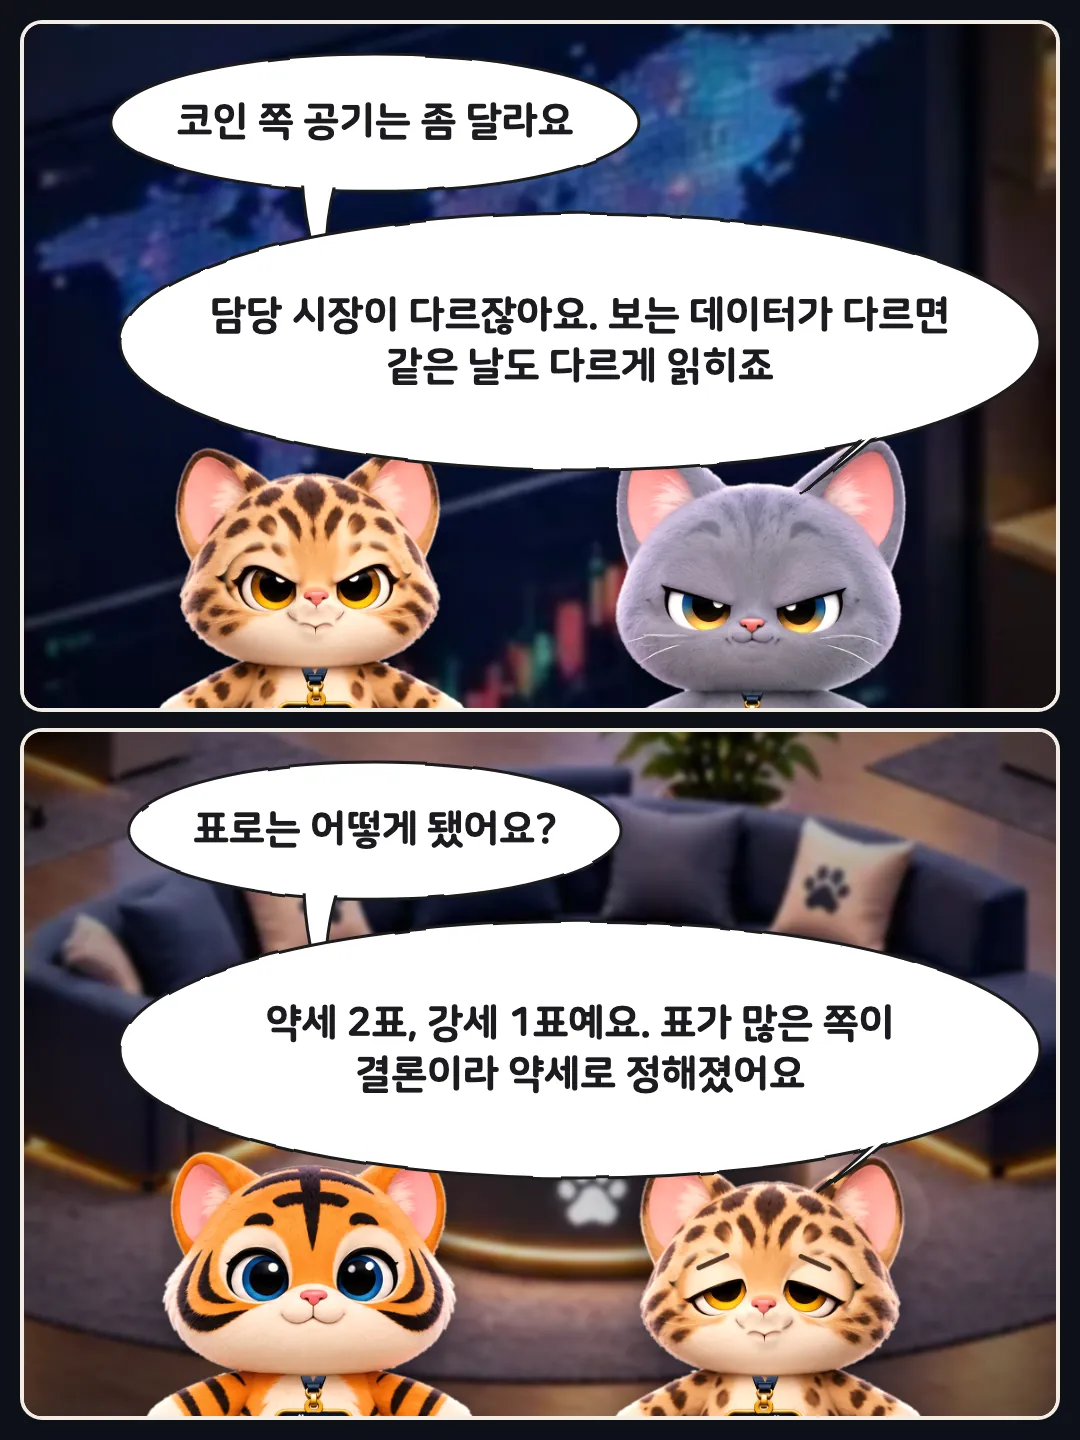 코인 쪽 공기는 좀 달라요
담당 시장이 다르잖아요. 보는 데이터가 다르면
같은 날도 다르게 읽히죠
표로는 어떻게 됐어요?
약세 2표, 강세 1표예요. 표가 많은 쪽이
결론이라 약세로 정해졌어요